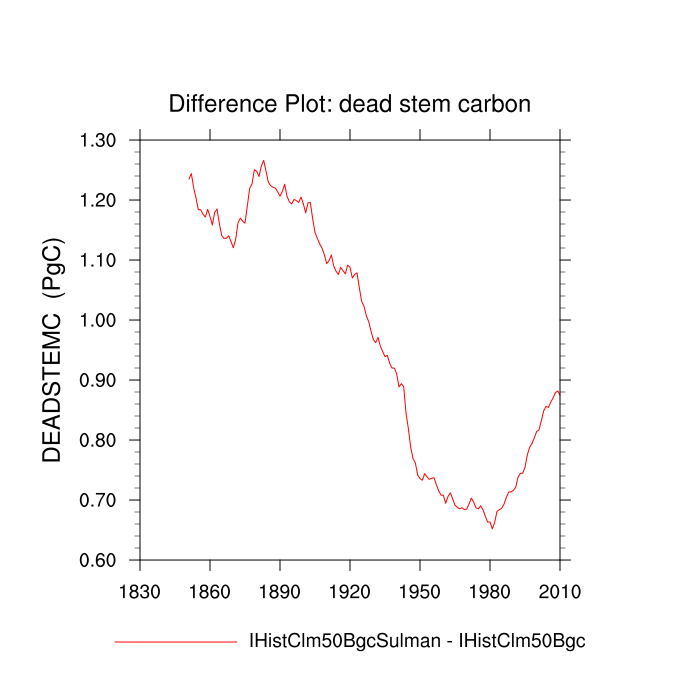 Difference Plot: dead stem carbon
DEADSTEMC (PgC)
1.30
1.20
1.10
1.00
0.90
0.80
0.70
0.60
1830 1860 1890 1920 1950 1980 2010
IHistClm50BgcSulman - IHistClm50Bgc